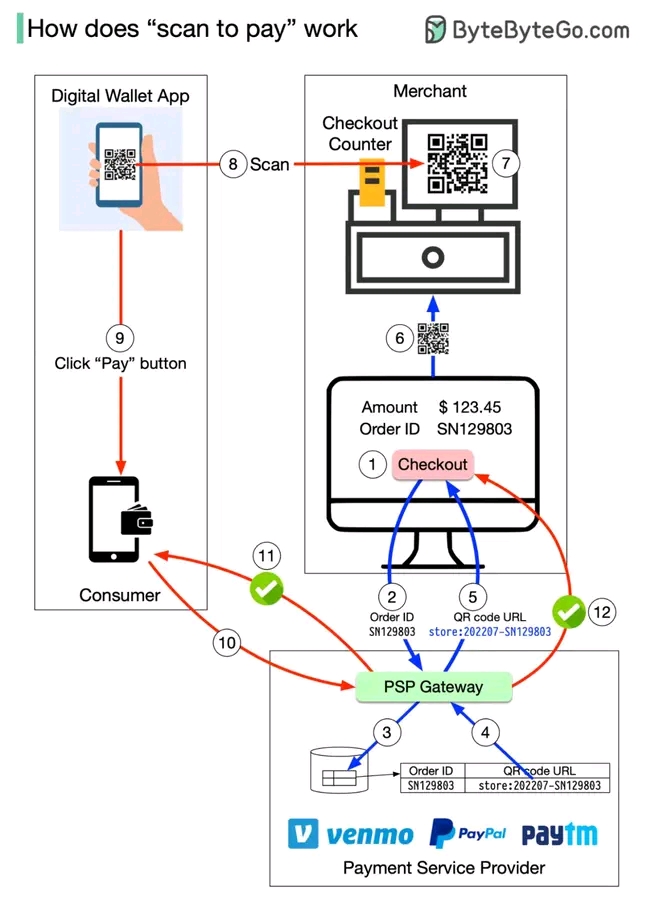 How does “scan to pay” work
ByteByteGo.com
Digital Wallet App
Merchant
Checkout
Counter
8
Scan
7
9
Click “Pay” button
6
Amount $ 123.45
Order ID SN129803
1
Checkout
Consumer
11
10
2
Order ID
SN129803
5
QR code URL
store:202207-SN129803
12
PSP Gateway
3
4
Order ID QR code URL
SN129803 store:202207-SN129803
V venmo
PayPal
paytm
Payment Service Provider